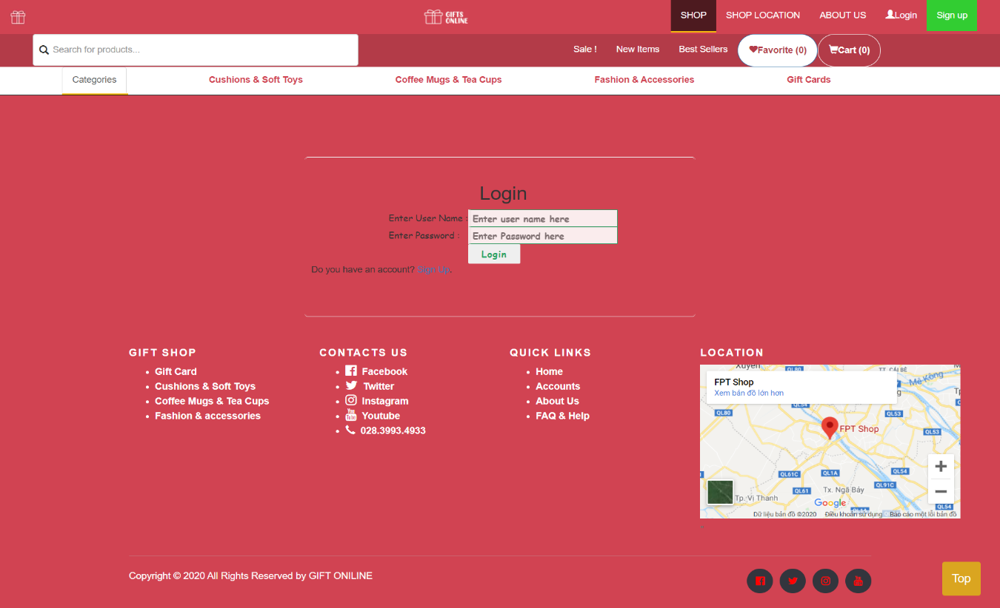 GIFTS
ONLINE
SHOP SHOP LOCATION ABOUT US Login Sign up
Search for products...
Sale ! New Items Best Sellers Favorite (0) Cart (0)
Categories Cushions & Soft Toys Coffee Mugs & Tea Cups Fashion & Accessories Gift Cards
Login
Enter User Name : Enter user name here
Enter Password : Enter Password here
Login
Do you have an account? Sign Up.
GIFT SHOP
Gift Card
Cushions & Soft Toys
Coffee Mugs & Tea Cups
Fashion & accessories
CONTACTS US
Facebook
Twitter
Instagram
You Tube Youtube
028.3993.4933
QUICK LINKS
Home
Accounts
About Us
FAQ & Help
LOCATION
Xuyên QL80 TT. CÁI BÈ
FPT Shop
Xem bản đồ lớn hơn
Mê Kông
QL54
QL80 QL53
FPT Shop QL53
QL61C QL1A QL54
QL61 Tx. Ngã Bảy QL91C
Tp. Vị Thanh
Google QL54
QL1A
Dữ liệu bản đồ ©2020 Điều khoản sử dụng Báo cáo một lỗi bản đồ
Copyright © 2020 All Rights Reserved by GIFT ONILINE
Top